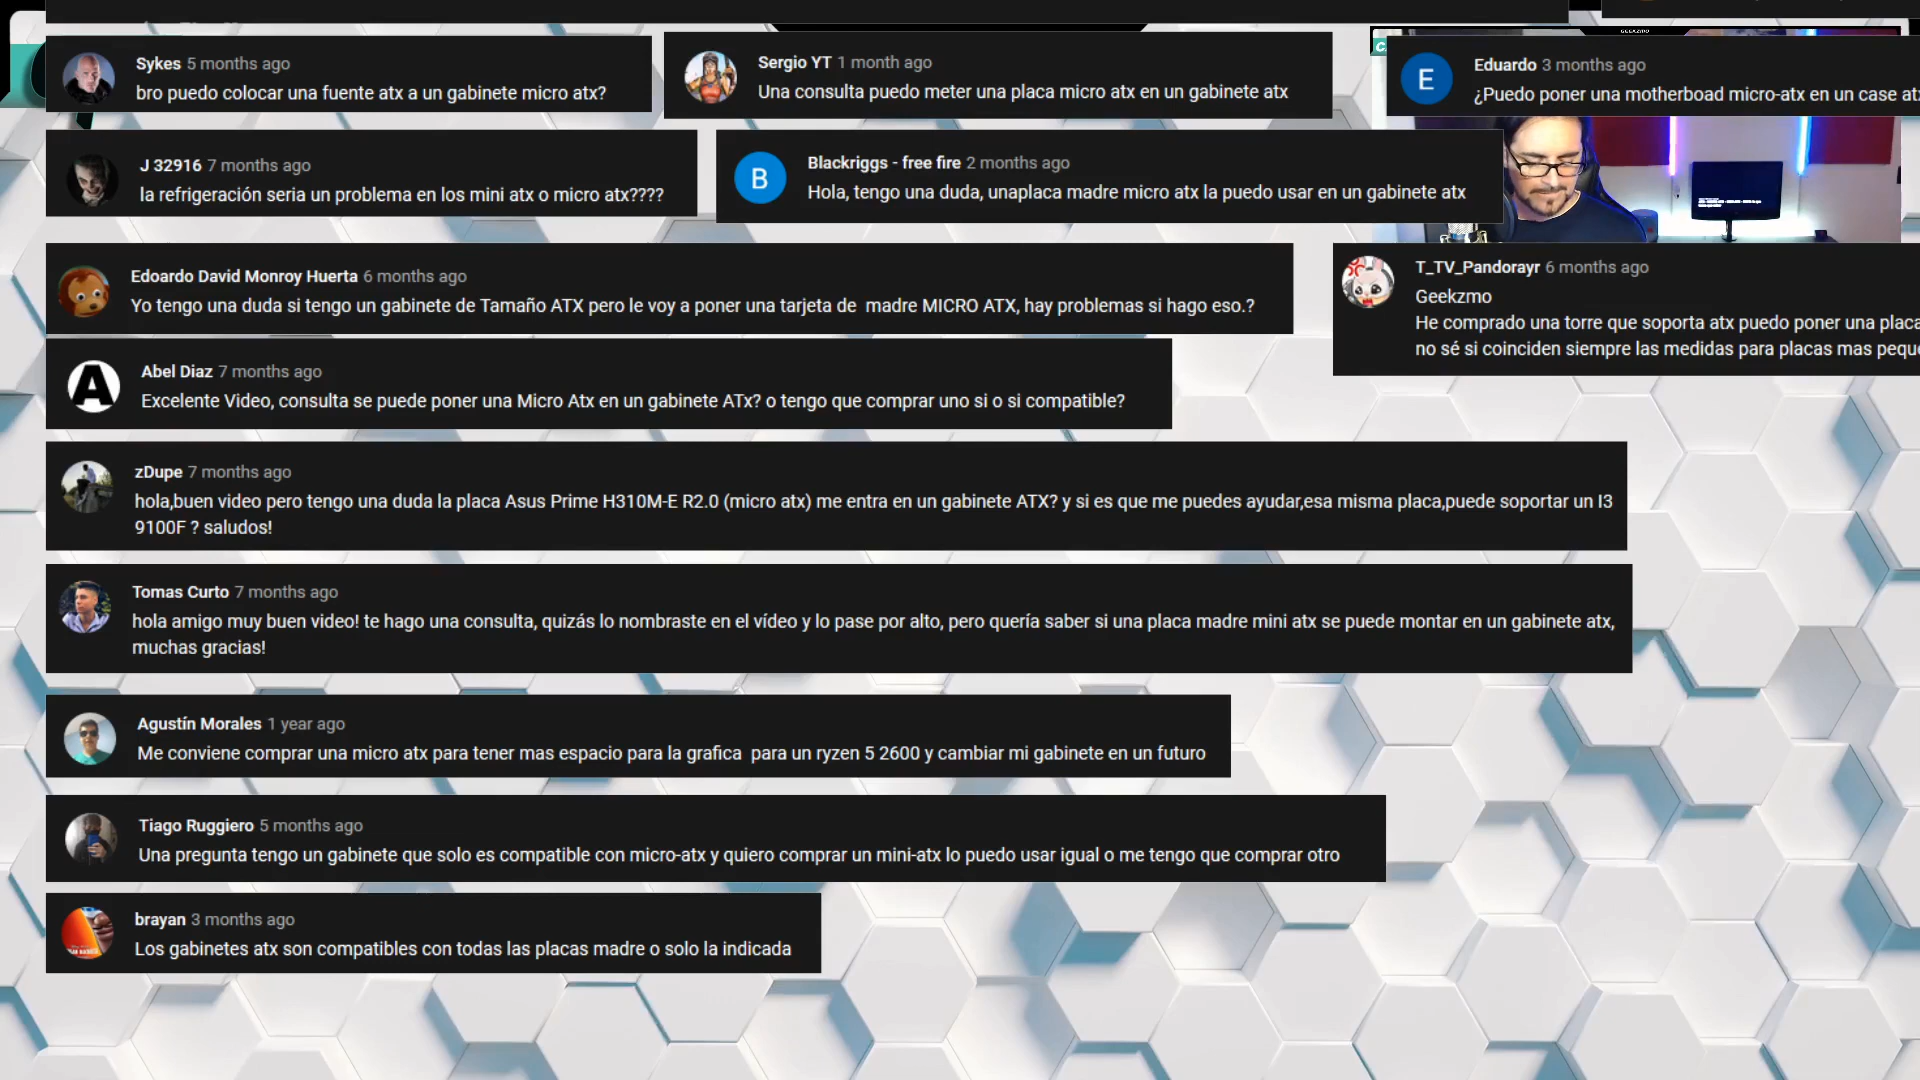 GEEKZMO
Sykes 5 months ago
bro puedo colocar una fuente atx a un gabinete micro atx?
Sergio YT 1 month ago
Una consulta puedo meter una placa micro atx en un gabinete atx
Eduardo 3 months ago
¿Puedo poner una motherboad micro-atx en un case atx
J 32916 7 months ago
la refrigeración seria un problema en los mini atx o micro atx????
Blackriggs - free fire 2 months ago
Hola, tengo una duda, unaplaca madre micro atx la puedo usar en un gabinete atx
Edoardo David Monroy Huerta 6 months ago
Yo tengo una duda si tengo un gabinete de Tamaño ATX pero le voy a poner una tarjeta de madre MICRO ATX, hay problemas si hago eso.?
T_TV_Pandorayr 6 months ago
Geekzmo
He comprado una torre que soporta atx puedo poner una placa
no sé si coinciden siempre las medidas para placas mas
Abel Diaz 7 months ago
Excelente Video, consulta se puede poner una Micro Atx en un gabinete ATx? o tengo que comprar uno si o si compatible?
zDupe 7 months ago
hola,buen video pero tengo una duda la placa Asus Prime H310M-E R2.0 (micro atx) me entra en un gabinete ATX? y si es que me puedes ayudar,esa misma placa,puede soportar un I3
9100F ? saludos!
Tomas Curto 7 months ago
hola amigo muy buen video! te hago una consulta, quizás lo nombraste en el vídeo y lo pase por alto, pero quería saber si una placa madre mini atx se puede montar en un gabinete atx,
muchas gracias!
Agustín Morales 1 year ago
Me conviene comprar una micro atx para tener mas espacio para la grafica para un ryzen 5 2600 y cambiar mi gabinete en un futuro
Tiago Ruggiero 5 months ago
Una pregunta tengo un gabinete que solo es compatible con micro-atx y quiero comprar un mini-atx lo puedo usar igual o me tengo que comprar otro
brayan 3 months ago
Los gabinetes atx son compatibles con todas las placas madre o solo la indicada